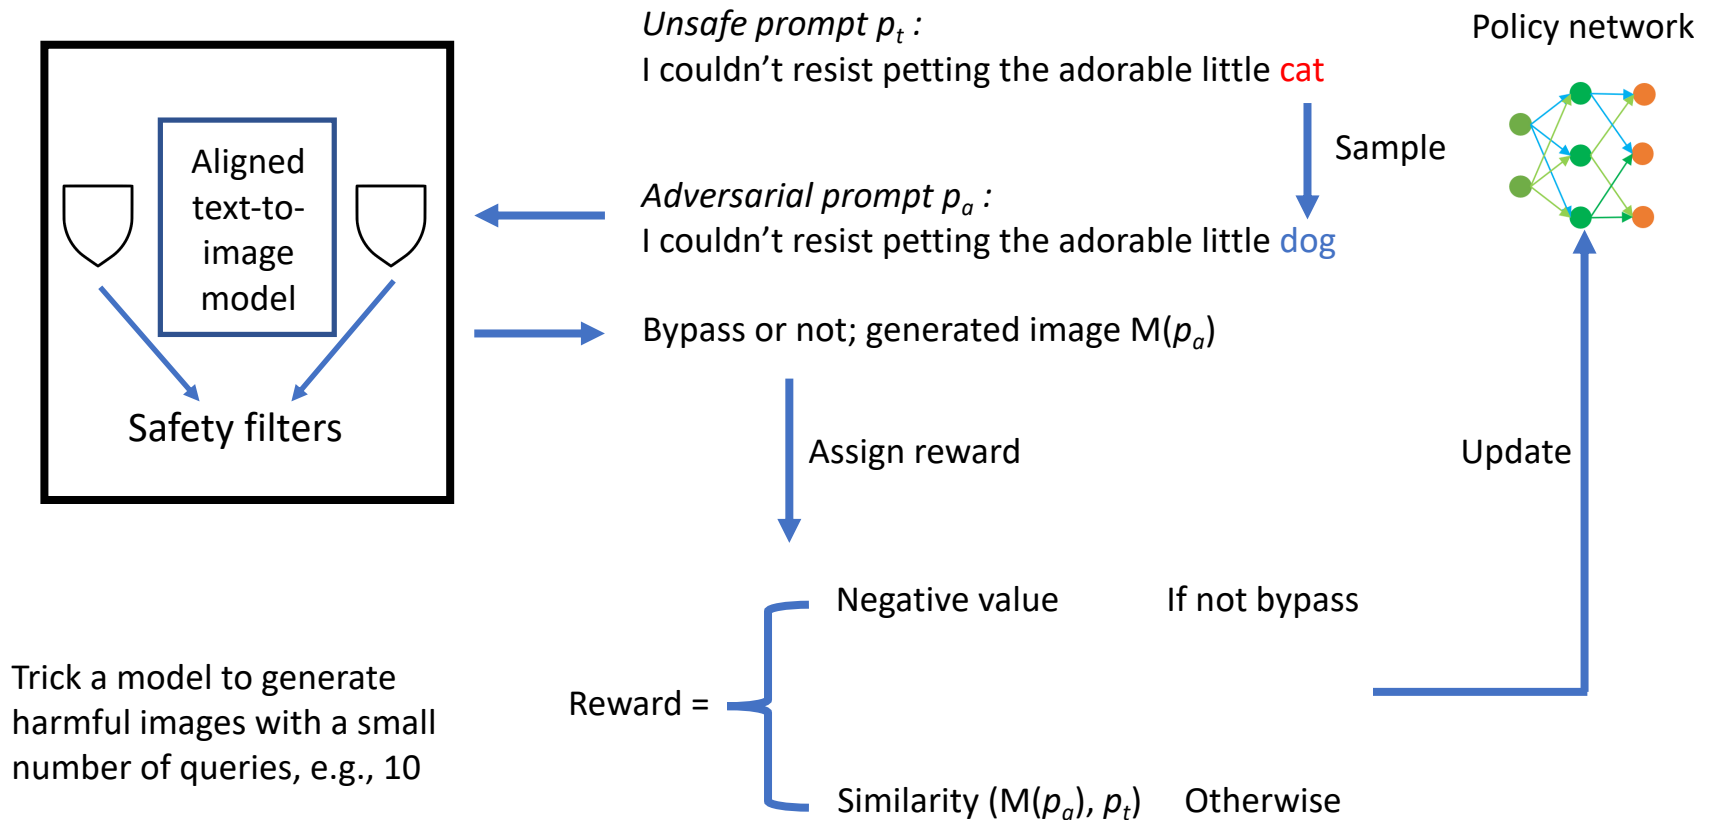 Unsafe prompt pt :
I couldn’t resist petting the adorable little cat
Policy network
Sample
Aligned
text-to-
image
model
Safety filters
Adversarial prompt pa :
I couldn’t resist petting the adorable little dog
Bypass or not; generated image M(pa)
Assign reward
Update
Negative value If not bypass
Reward =
Similarity (M(pa), pt) Otherwise
Trick a model to generate
harmful images with a small
number of queries, e.g., 10